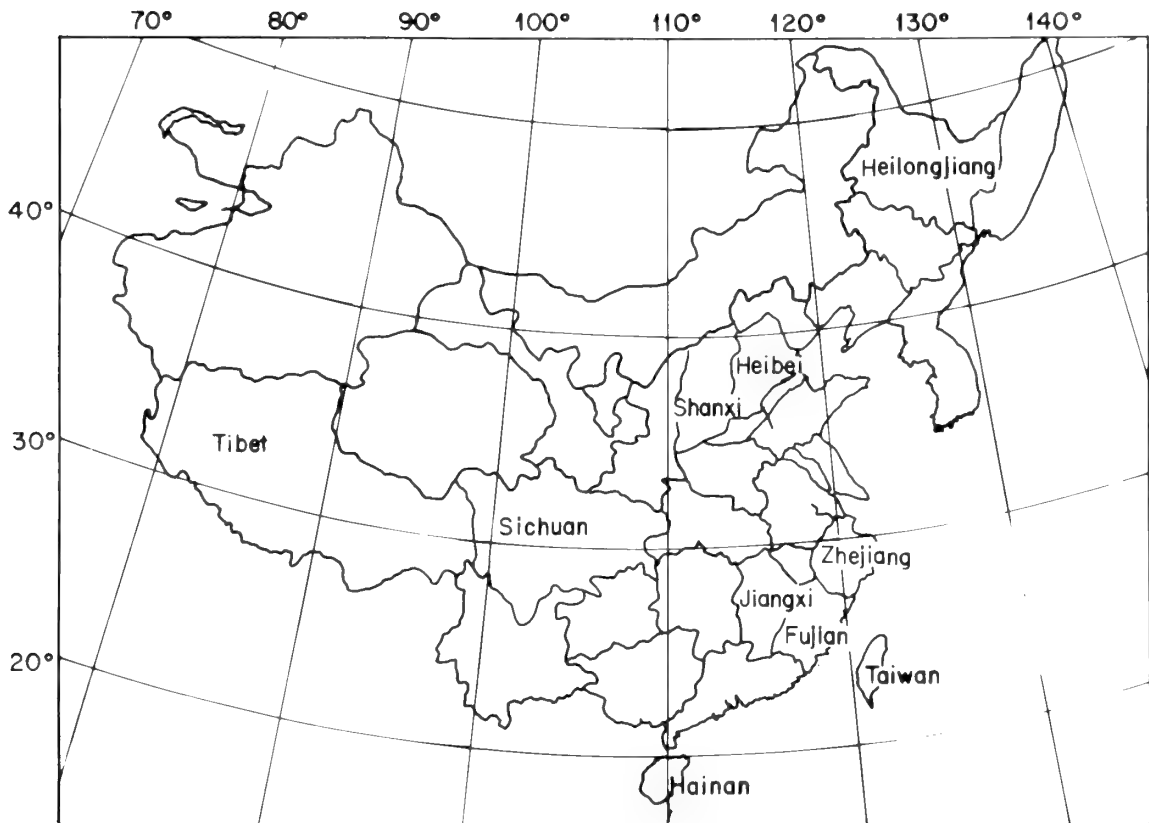 70° 80° 90° 100° 110° 120° 130° 140°
Heilongjiang
40°
Heibei
Shanxi
Tibet
30°
Sichuan
Zhejiang
Jiangxi
Fujian
20°
Taiwan
Hainan